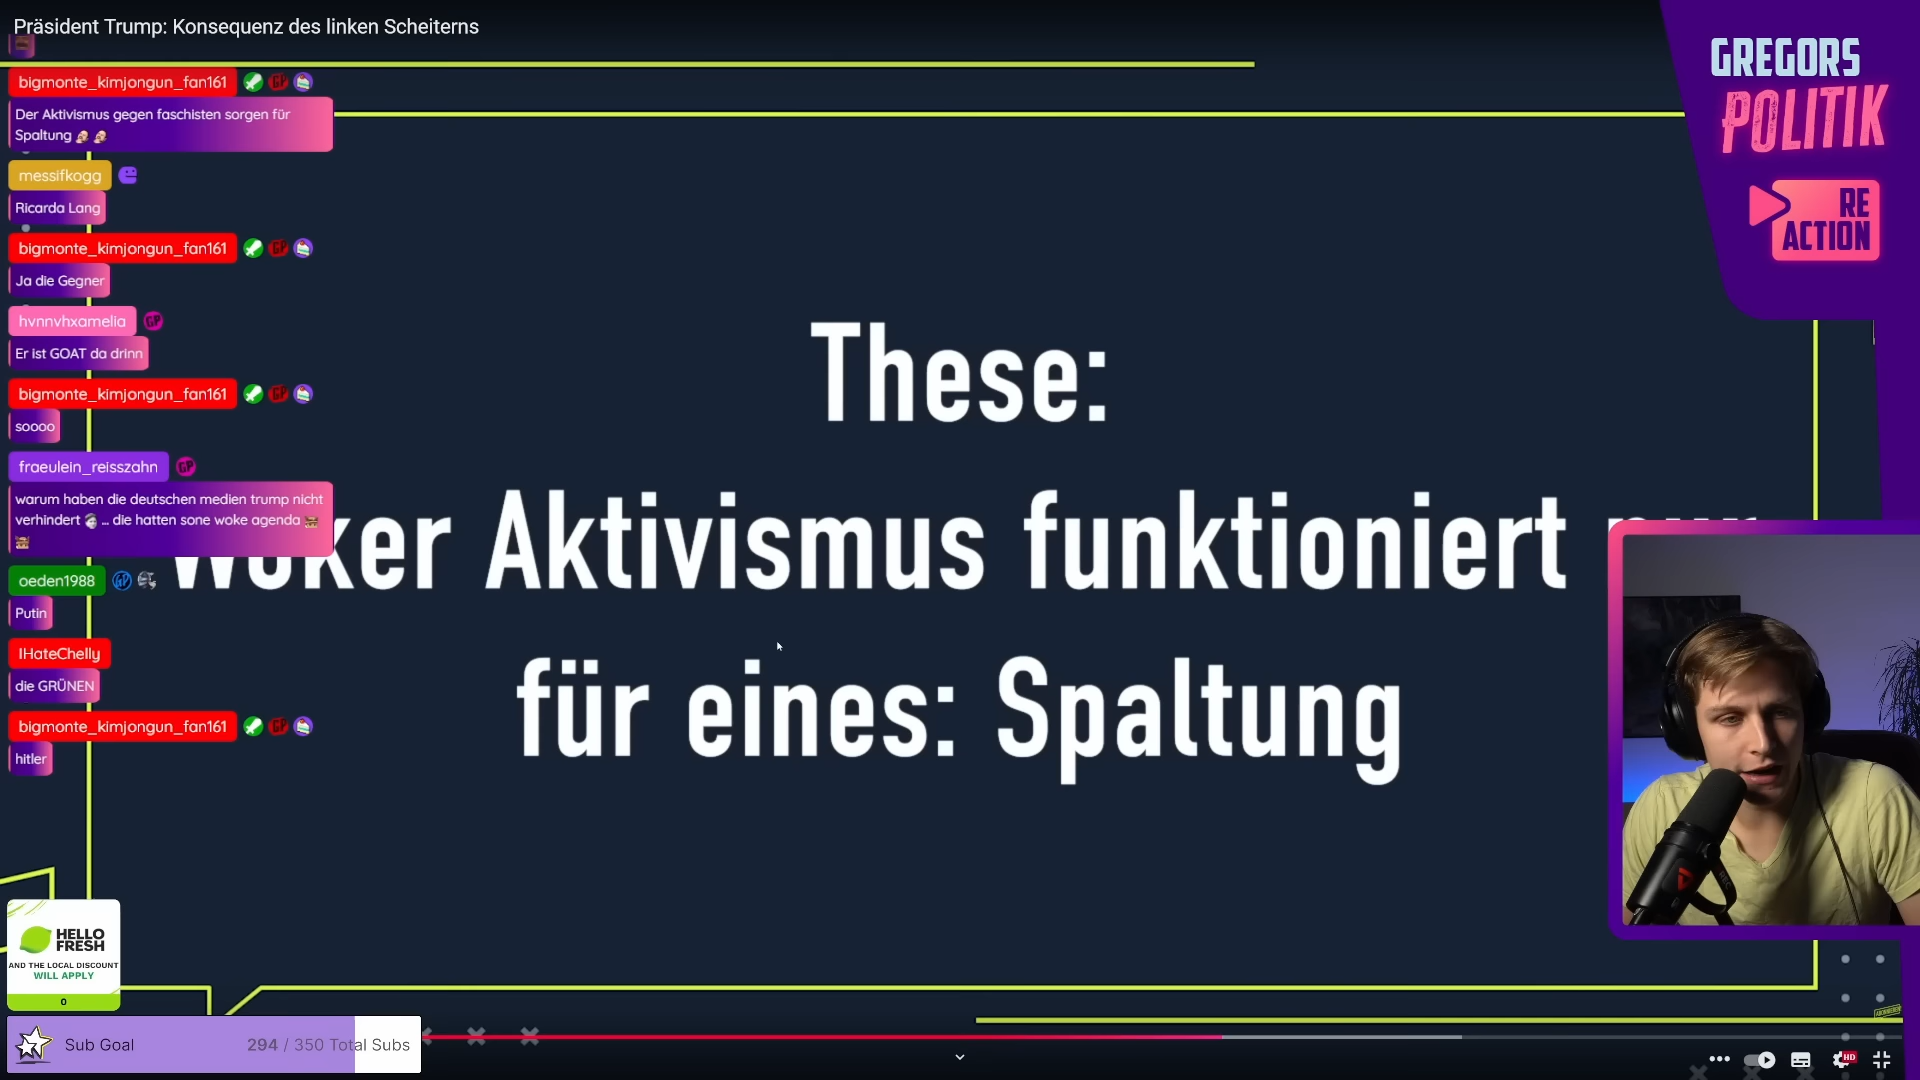 Präsident Trump: Konsequenz des linken Scheiterns
bigmonte_kimjongun_fan161
Der Aktivismus gegen faschisten sorgen für
Spaltung
messifkogg
Ricarda Lang
bigmonte_kimjongun_fan161
Ja die Gegner
hvnnvhxamelia
Er ist GOAT da drinn
bigmonte_kimjongun_fan161
soooo
fraeulein_reisszahn
warum haben die deutschen medien trump nicht
verhindert ... die hatten sone woke agenda
oeden1988
Putin
IHateChelly
die GRÜNEN
bigmonte_kimjongun_fan161
hitler
These:
Woker Aktivismus funktioniert
für eines: Spaltung
GREGORS
POLITIK
RE
ACTION
HELLO
FRESH
AND THE LOCAL DISCOUNT
WILL APPLY
0
Sub Goal 294 / 350 Total Subs
HD